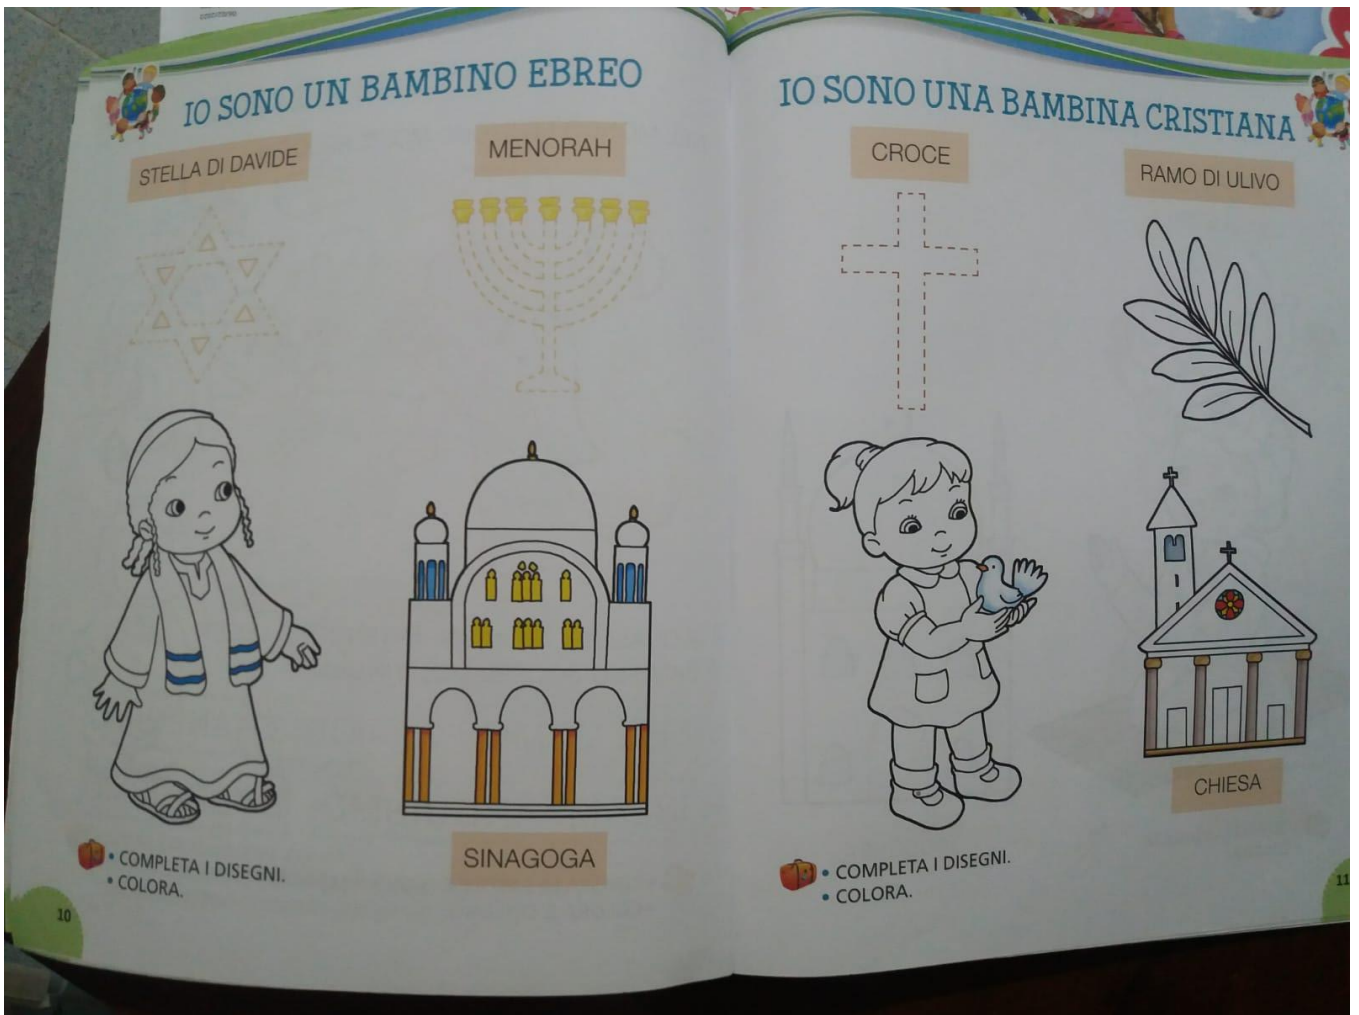 IO SONO UN BAMBINO EBREO
STELLA DI DAVIDE
MENORAH
SINAGOGA
• COMPLETA I DISEGNI.
• COLORA.
10
IO SONO UNA BAMBINA CRISTIANA
CROCE
RAMO DI ULIVO
CHIESA
• COMPLETA I DISEGNI.
• COLORA.
11